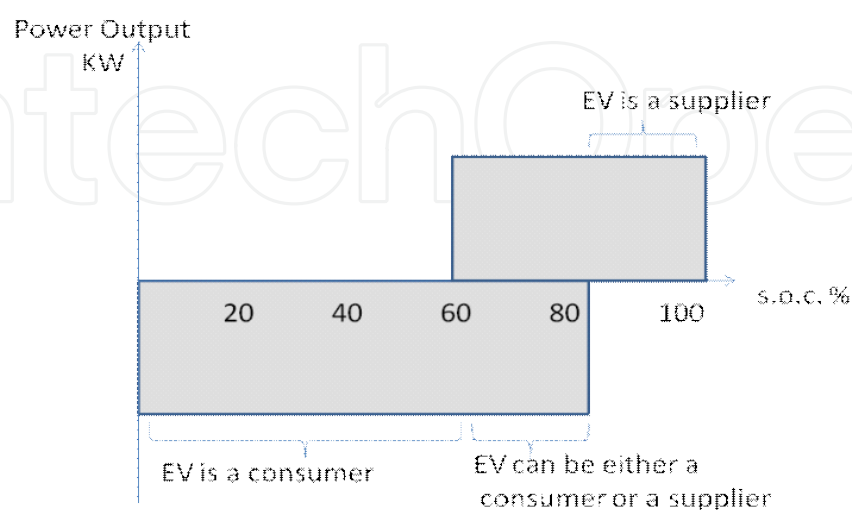 Power Output
KW
EV is a supplier
20 40 60 80 100
s.o.c. %
EV is a consumer
EV can be either a
consumer or a supplier